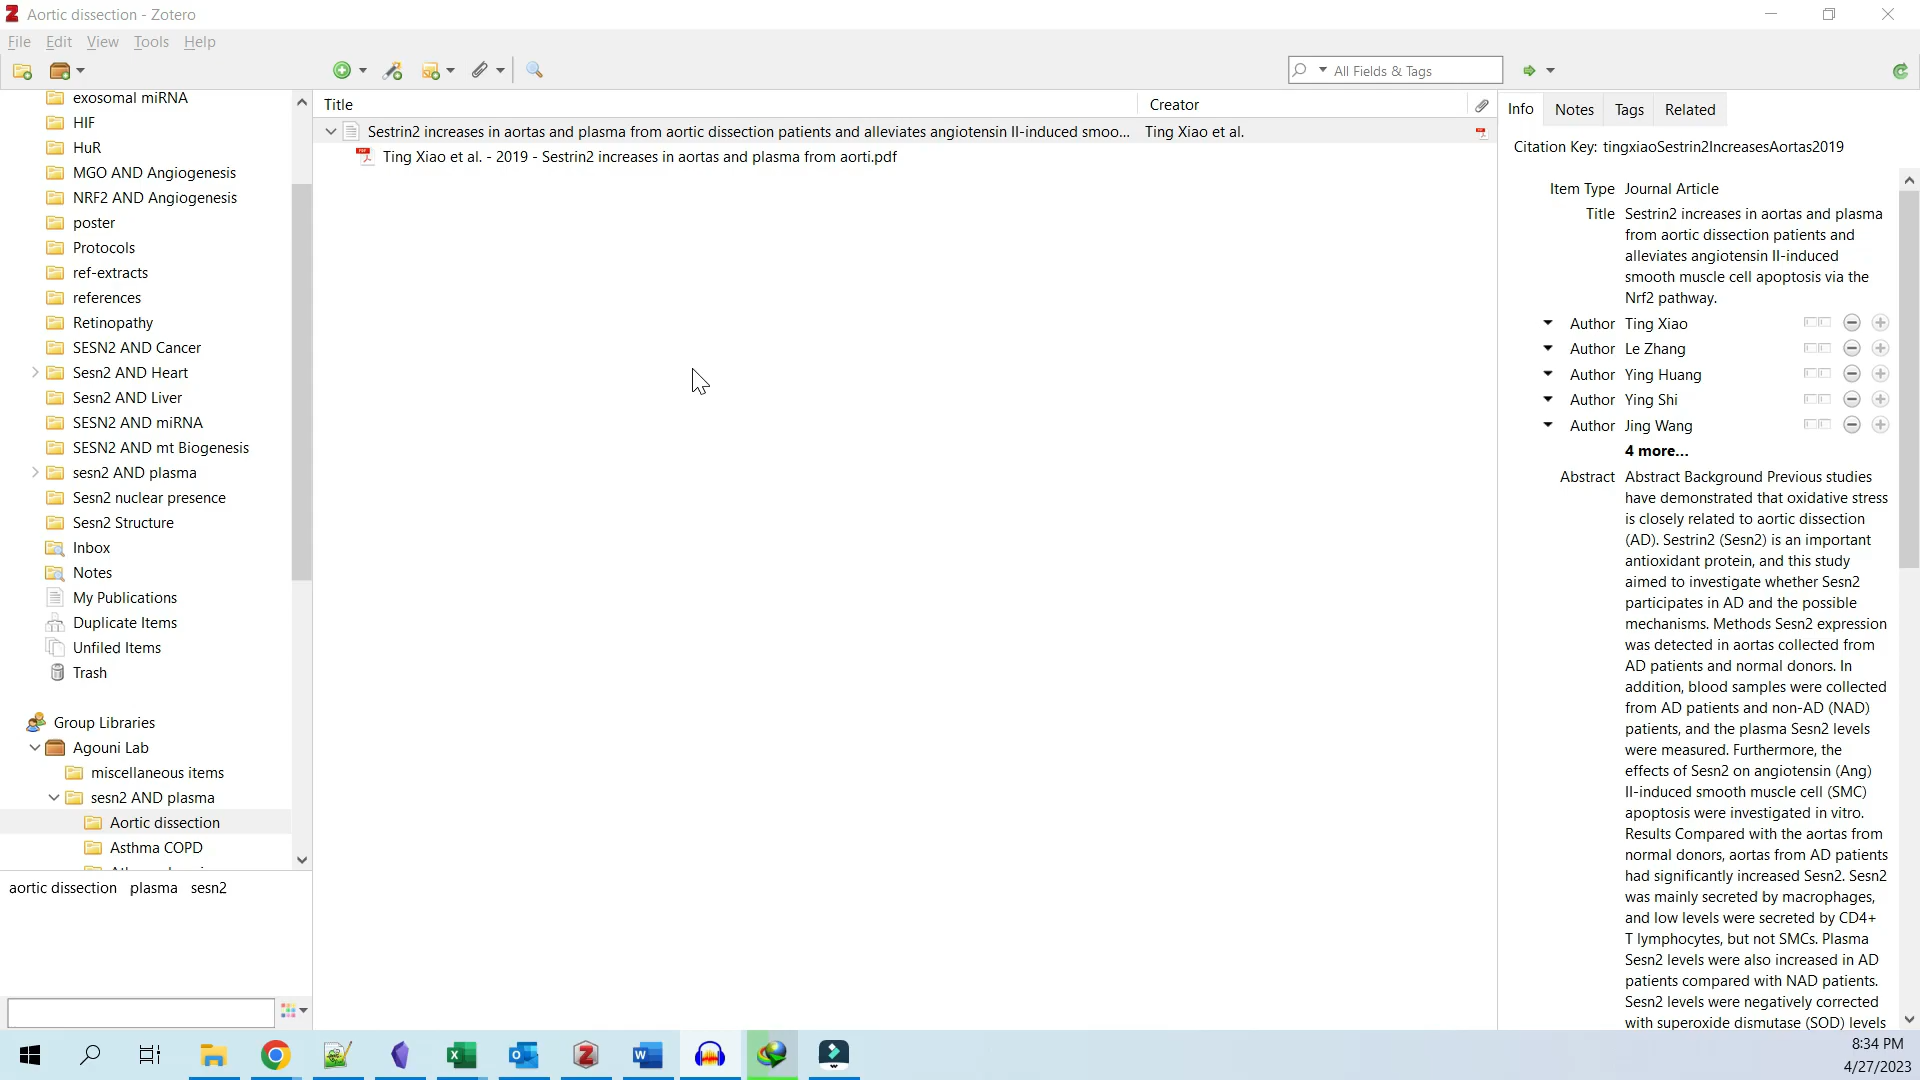 Aortic dissection - Zotero
File Edit View Tools Help
All Fields & Tags
exosomal miRNA
HIF
HuR
MGO AND Angiogenesis
NRF2 AND Angiogenesis
poster
Protocols
ref-extracts
references
Retinopathy
SESN2 AND Cancer
Sesn2 AND Heart
Sesn2 AND Liver
SESN2 AND miRNA
SESN2 AND mt Biogenesis
sesn2 AND plasma
Sesn2 nuclear presence
Sesn2 Structure
Inbox
Notes
My Publications
Duplicate Items
Unfiled Items
Trash
Group Libraries
Agouni Lab
miscellaneous items
sesn2 AND plasma
Aortic dissection
Asthma COPD
aortic dissection plasma sesn2
Title Creator
Sestrin2 increases in aortas and plasma from aortic dissection patients and alleviates angiotensin II-induced smoo... Ting Xiao et al.
Ting Xiao et al. - 2019 - Sestrin2 increases in aortas and plasma from aorti.pdf
Info Notes Tags Related
Citation Key: tingxiaoSestrin2IncreasesAortas2019
Item Type Journal Article
Title Sestrin2 increases in aortas and plasma
from aortic dissection patients and
alleviates angiotensin II-induced
smooth muscle cell apoptosis via the
Nrf2 pathway.
Author Ting Xiao
Author Le Zhang
Author Ying Huang
Author Ying Shi
Author Jing Wang
4 more...
Abstract Abstract Background Previous studies
have demonstrated that oxidative stress
is closely related to aortic dissection
(AD). Sestrin2 (Sesn2) is an important
antioxidant protein, and this study
aimed to investigate whether Sesn2
participates in AD and the possible
mechanisms. Methods Sesn2 expression
was detected in aortas collected from
AD patients and normal donors. In
addition, blood samples were collected
from AD patients and non-AD (NAD)
patients, and the plasma Sesn2 levels
were measured. Furthermore, the
effects of Sesn2 on angiotensin (Ang)
II-induced smooth muscle cell (SMC)
apoptosis were investigated in vitro.
Results Compared with the aortas from
normal donors, aortas from AD patients
had significantly increased Sesn2. Sesn2
was mainly secreted by macrophages,
and low levels were secreted by CD4+
T lymphocytes, but not SMCs. Plasma
Sesn2 levels were also increased in AD
patients compared with NAD patients.
Sesn2 levels were negatively corrected
with superoxide dismutase (SOD) levels
8:34 PM
4/27/2023